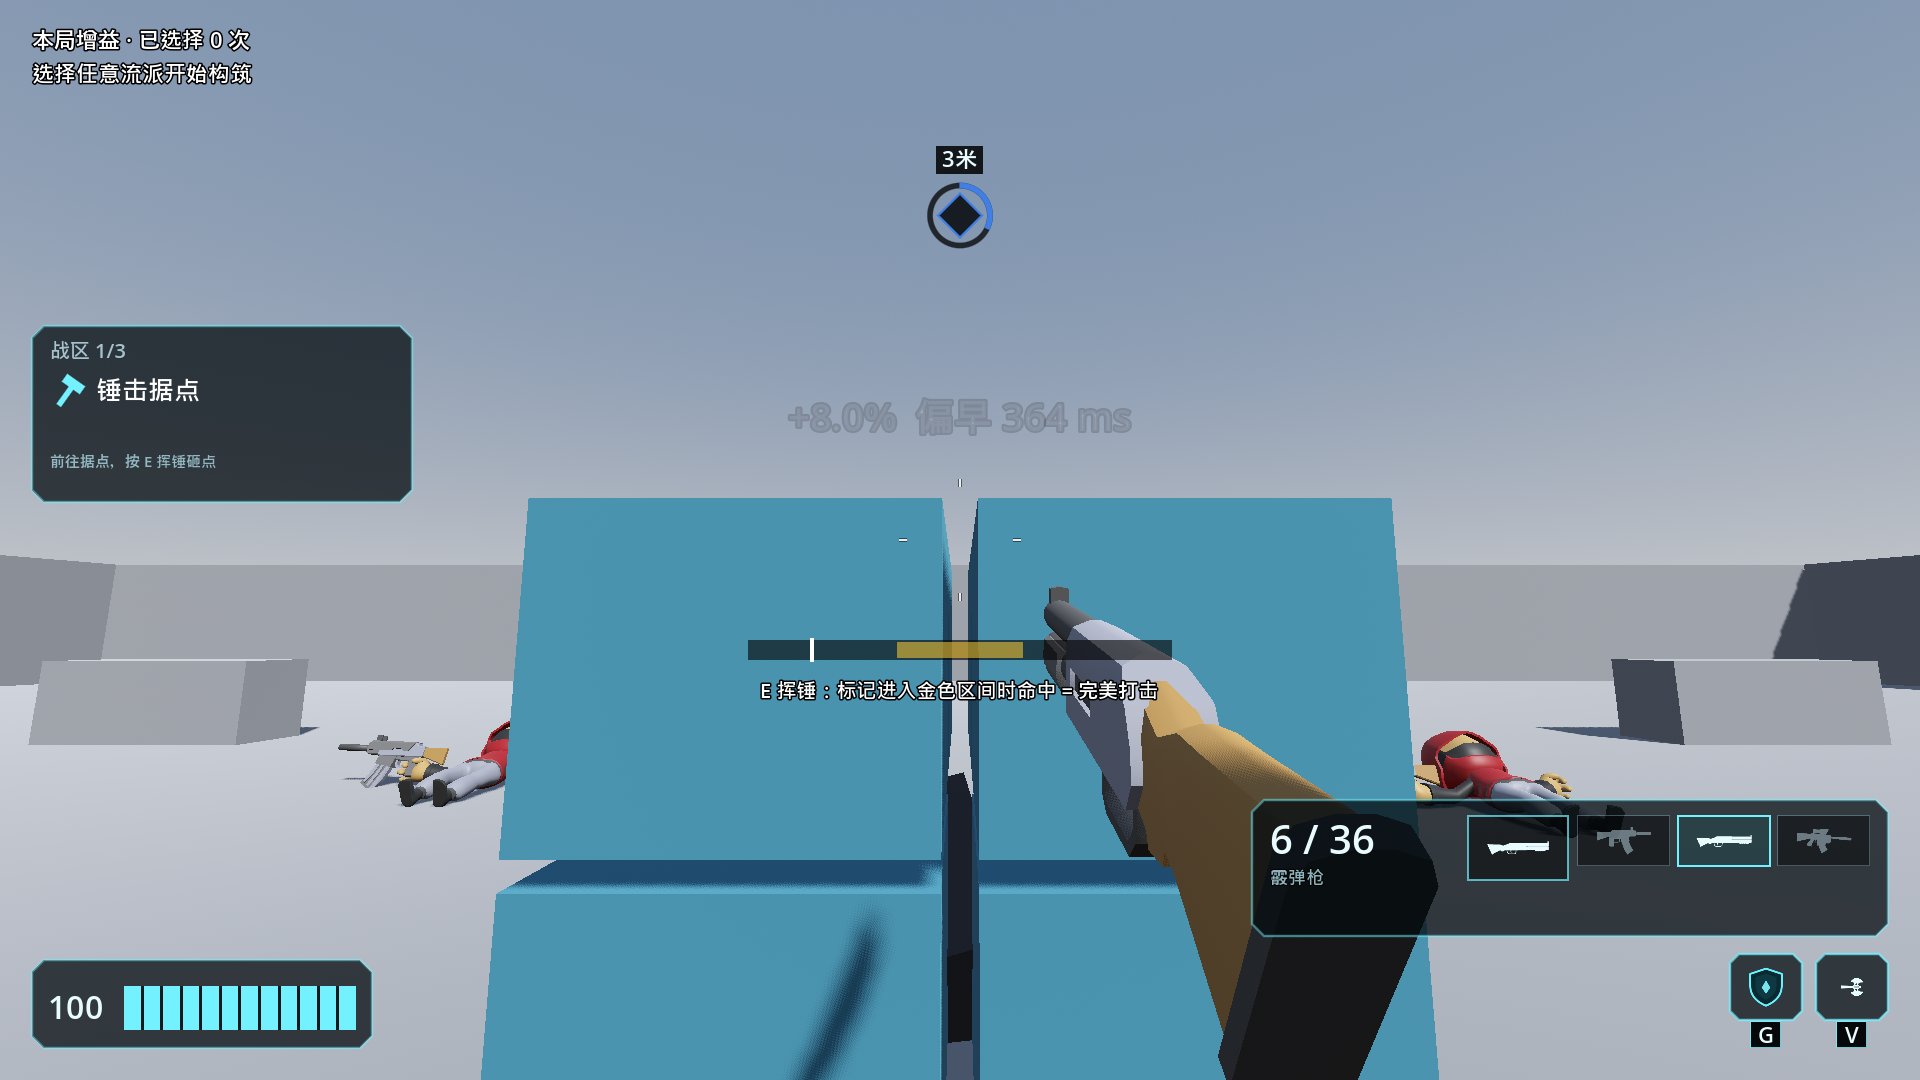 本局增益 · 已选择 0 次
选择任意流派开始构筑
3米
战区 1/3
锤击据点
前往据点，按 E 挥锤砸点
+8.0% 偏早 364 ms
E 挥锤：标记进入金色区间时命中 = 完美打击
6 / 36
霰弹枪
100
G
V